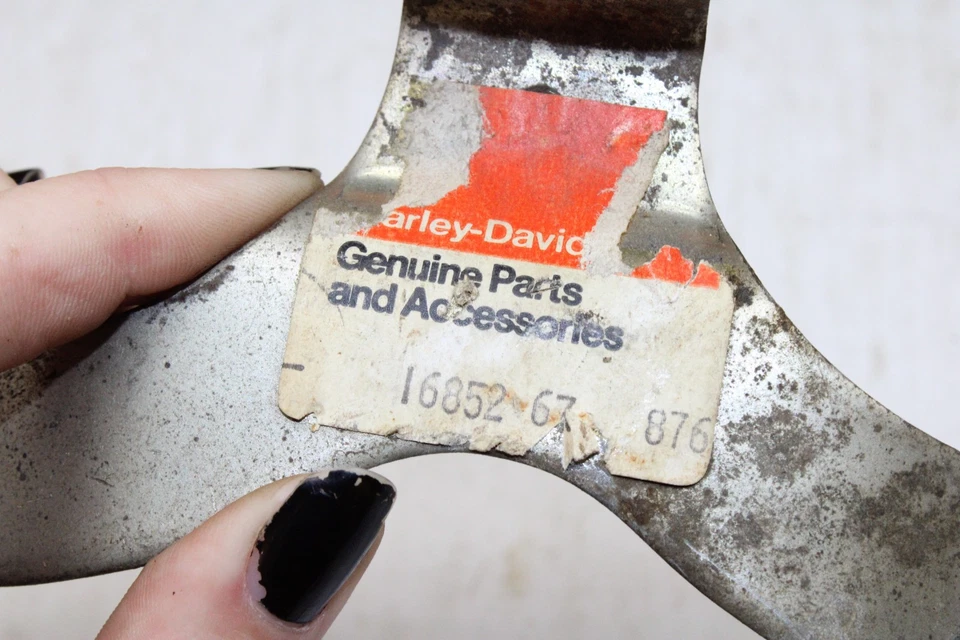 arley-David
Genuine Parts
and Accessories
16852-67 876